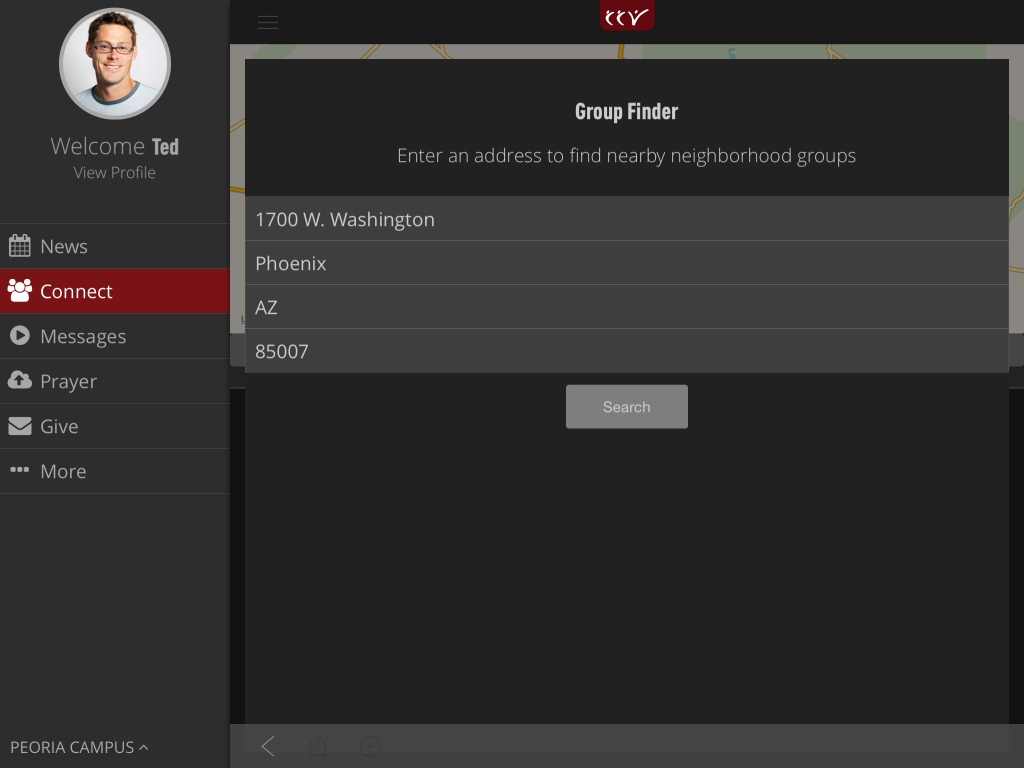 CCV
Welcome Ted
View Profile
News
Connect
Messages
Prayer
Give
More
PEORIA CAMPUS
Group Finder
Enter an address to find nearby neighborhood groups
1700 W. Washington
Phoenix
AZ
85007
Search